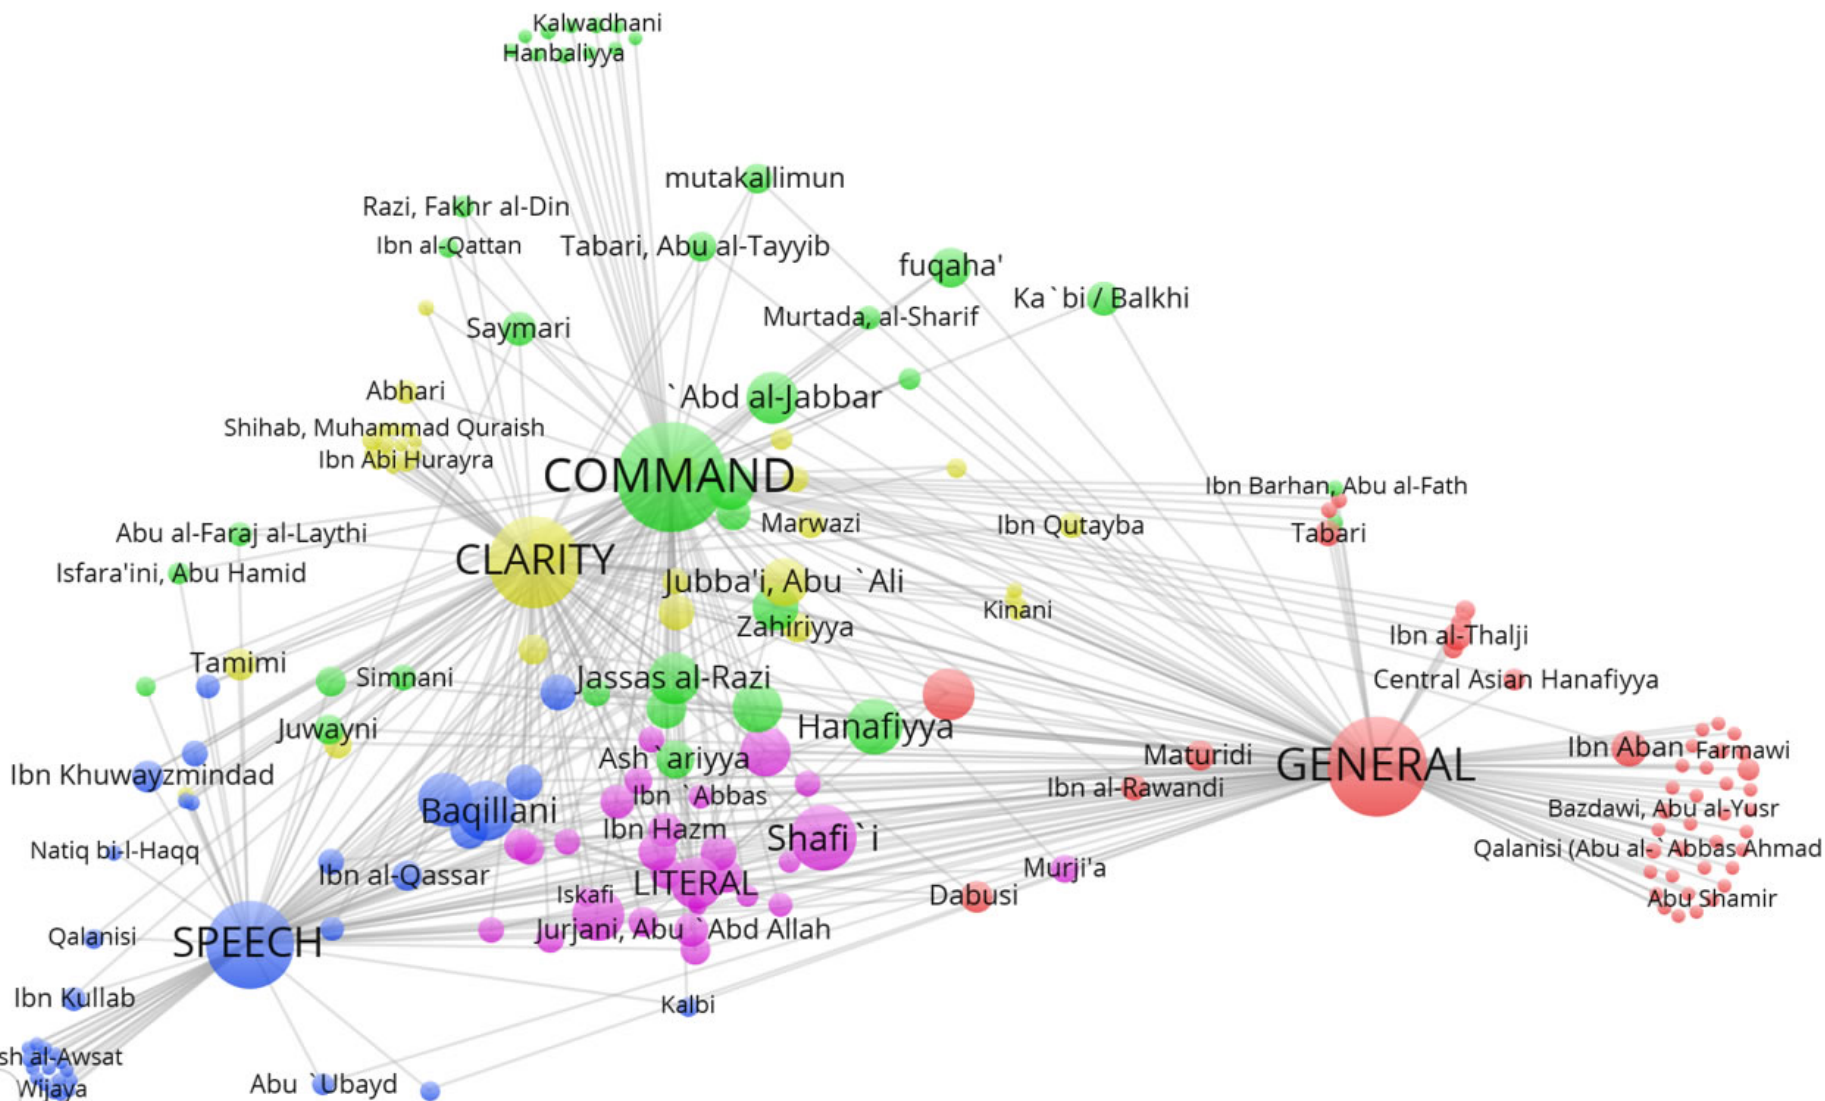 Kalwadhani
Hanbaliyya
mutakallimun
Razi, Fakhr al-Din
Ibn al-Qattan
Tabari, Abu al-Tayyib
fuqaha'
Ka`bi / Balkhi
Murtada, al-Sharif
Saymari
Abhari
`Abd al-Jabbar
Shihab, Muhammad Quraish
Ibn Abi Hurayra
COMMAND
Ibn Barhan, Abu al-Fath
Marwazi
Ibn Qutayba
Tabari
Abu al-Faraj al-Laythi
CLARITY
Isfara'ini, Abu Hamid
Jubba'i, Abu `Ali
Kinani
Zahiriyya
Ibn al-Thalji
Tamimi
Simnani
Jassas al-Razi
Central Asian Hanafiyya
Juwayni
Hanafiyya
Ash`ariyya
Maturidi
GENERAL
Ibn Aban
Farmawi
Ibn Khuwayzmindad
Ibn al-Rawandi
Ibn `Abbas
Baqillani
Bazdawi, Abu al-Yusr
Ibn Hazm
Shafi`i
Natiq bi-l-Haqq
Qalanisi (Abu al-`Abbas Ahmad
Ibn al-Qassar
Murji'a
LITERAL
Iskafi
Dabusi
Abu Shamir
Jurjani, Abu `Abd Allah
Qalanisi
SPEECH
Ibn Kullab
Kalbi
sh al-Awsat
Wijaya
Abu `Ubayd